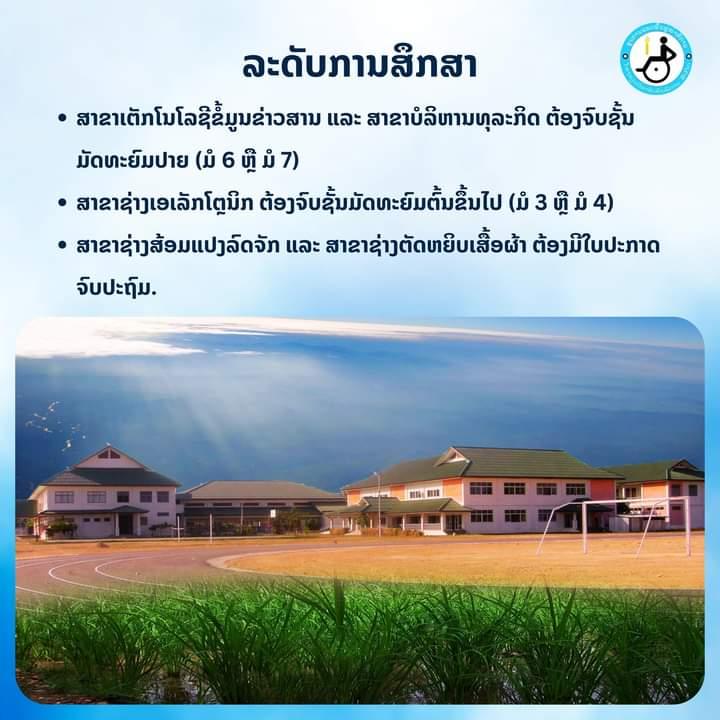 ລະດັບການສຶກສາ
• ສາຂາເຕັກໂນໂລຊີຂໍ້ມູນຂ່າວສານ ແລະ ສາຂາບໍລິຫານທຸລະກິດ ຕ້ອງຈົບຊັ້ນ
ມັດທະຍົມປາຍ (ມໍ 6 ຫຼື ມໍ 7)
• ສາຂາຊ່າງເອເລັກໂຕຼນິກ ຕ້ອງຈົບຊັ້ນມັດທະຍົມຕົ້ນຂຶ້ນໄປ (ມໍ 3 ຫຼື ມໍ 4)
• ສາຂາຊ່າງສ້ອມແປງລົດຈັກ ແລະ ສາຂາຊ່າງຕັດຫຍິບເສື້ອຜ້າ ຕ້ອງມີໃບປະກາດ
ຈົບປະຖົມ.